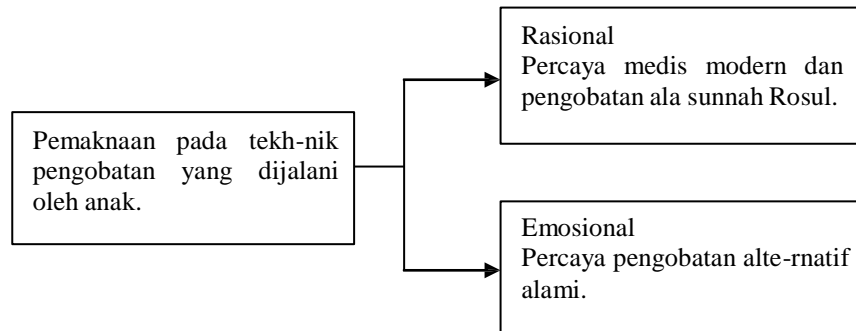 Pemaknaan pada tekh-nik
pengobatan yang dijalani
oleh anak.
Rasional
Percaya medis modern dan
pengobatan ala sunnah Rosul.
Emosional
Percaya pengobatan alte-rnatif
alami.